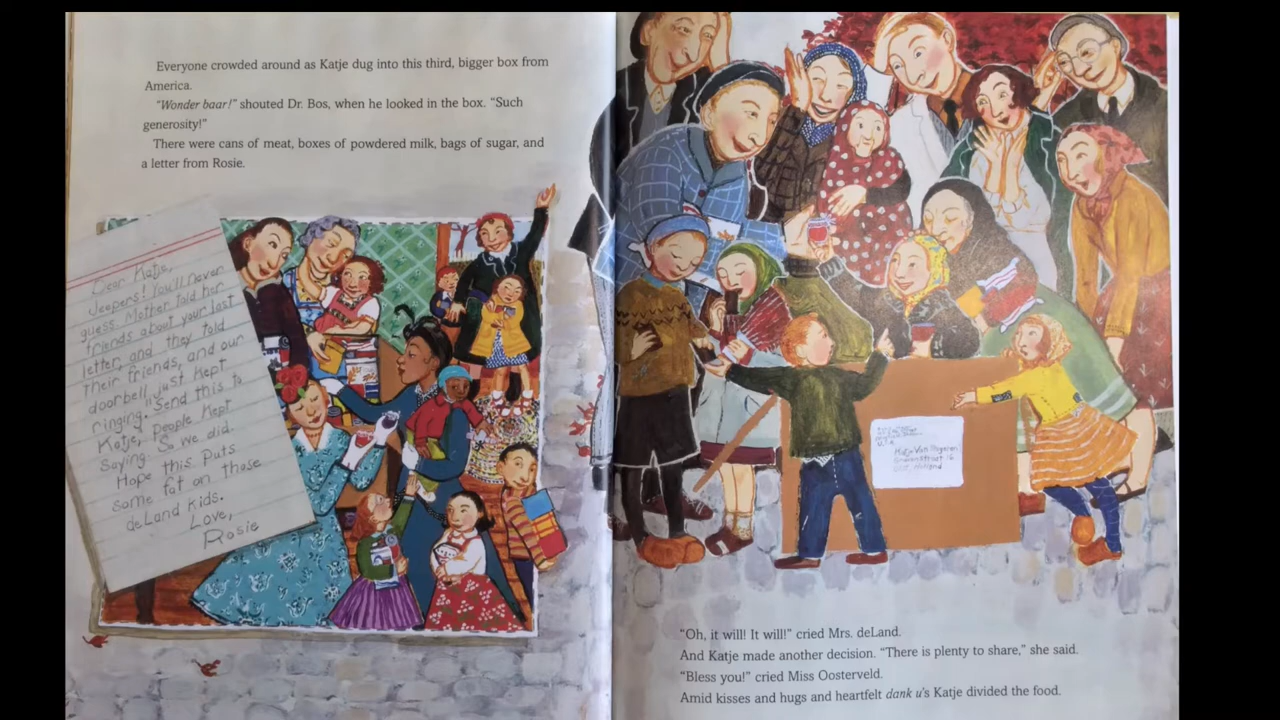 Everyone crowded around as Katje dug into this third, bigger box from
America.
"Wonder baar!" shouted Dr. Bos, when he looked in the box. "Such
generosity!"
There were cans of meat, boxes of powdered milk, bags of sugar, and
a letter from Rosie.
Dear Katje,
Jeepers! You'll never
guess. Mother told her
friends about your last
letter, and they told
their friends, and our
doorbell just kept
ringing. "Send this to
Katje," people kept
saying. So we did.
Hope this puts
some fat on those
deLand kids.
Love,
Rosie
U.S.A.
Katje Van
Holland
"Oh, it will! It will!" cried Mrs. deLand.
And Katje made another decision. "There is plenty to share," she said.
"Bless you!" cried Miss Oosterveld.
Amid kisses and hugs and heartfelt dank u's Katje divided the food.